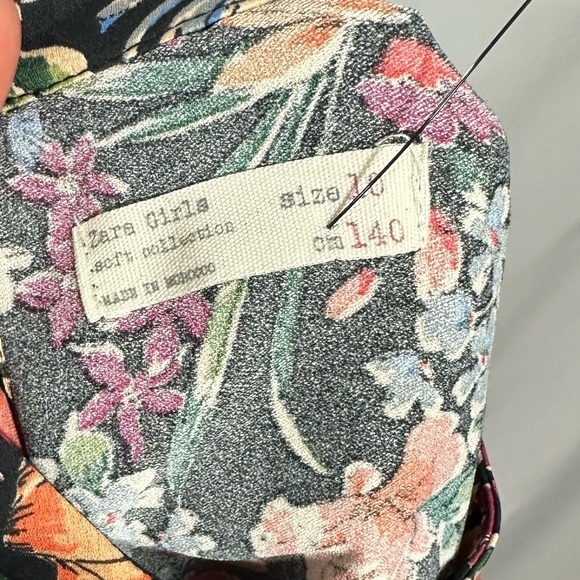 Zara Girls size 10
soft collection cm 140
MADE IN MOROCCO